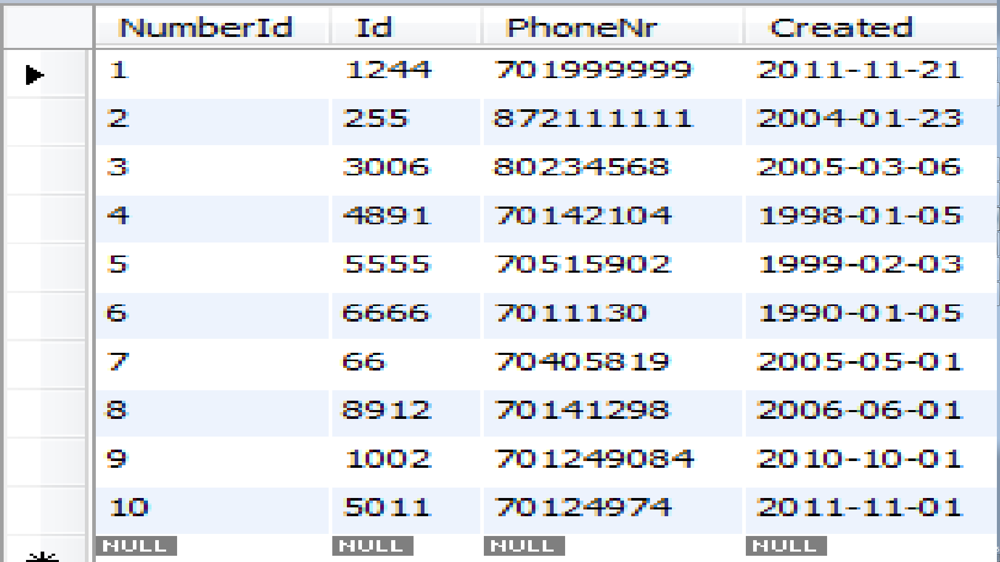 NumberId Id PhoneNr Created
1 1244 701999999 2011-11-21
2 255 872111111 2004-01-23
3 3006 80234568 2005-03-06
4 4891 70142104 1998-01-05
5 5555 70515902 1999-02-03
6 6666 7011130 1990-01-05
7 66 70405819 2005-05-01
8 8912 70141298 2006-06-01
9 1002 701249084 2010-10-01
10 5011 70124974 2011-11-01
NULL NULL NULL NULL